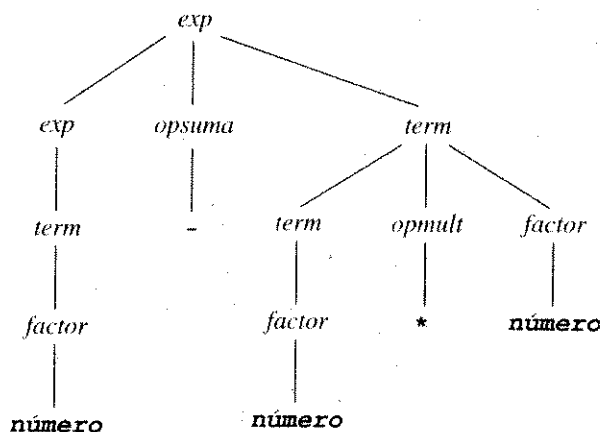 exp
exp opsuma term
term - term opmult factor
factor factor * número
número número